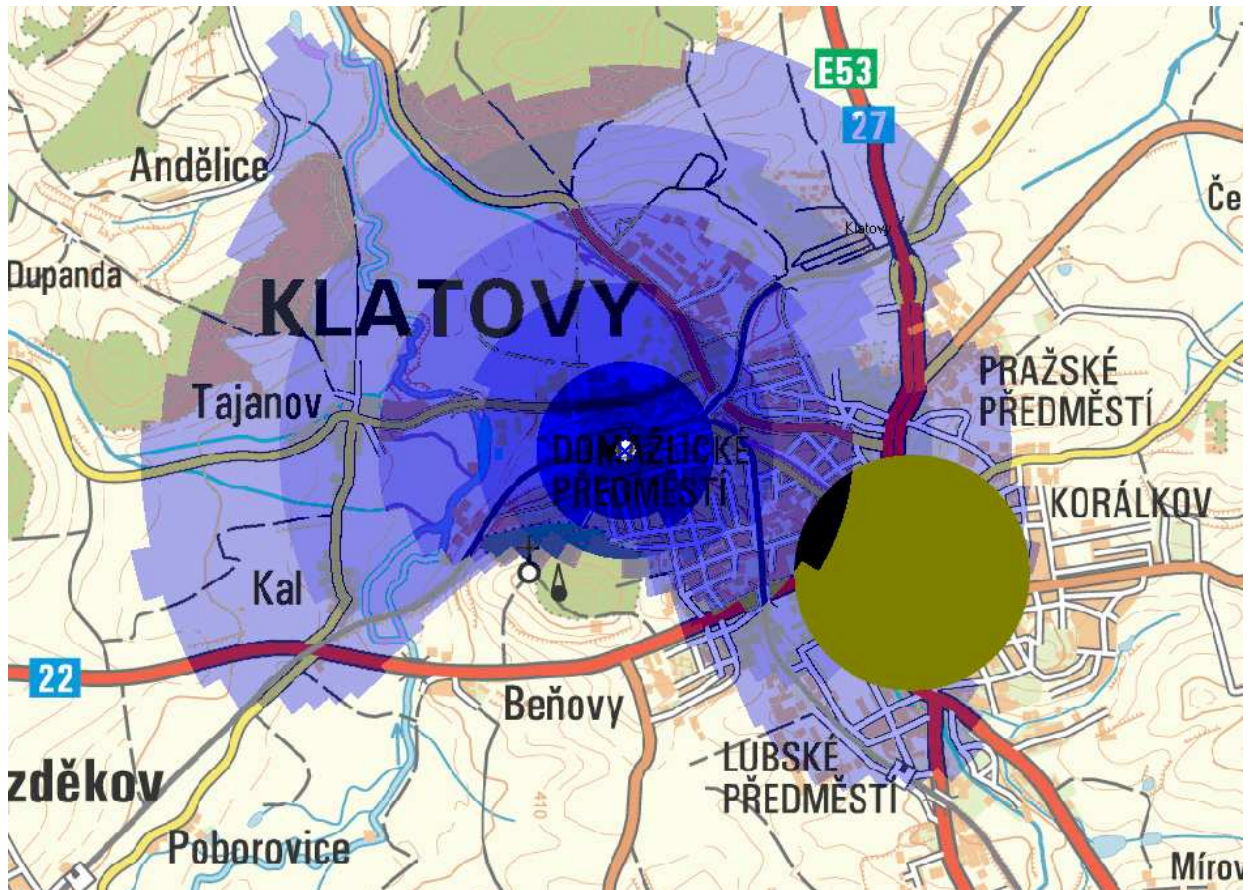 E53
27
Andělice
Če
Dupanda
Klatovy
KLATOVY
PRAŽSKÉ
PŘEDMĚSTÍ
Tajanov
DOMAŽLICKÉ
PŘEDMĚSTÍ
KORÁLKOV
Kal
22
Beňovy
LUBSKÉ
PŘEDMĚSTÍ
zděkov
410
Poborovice
Mírov